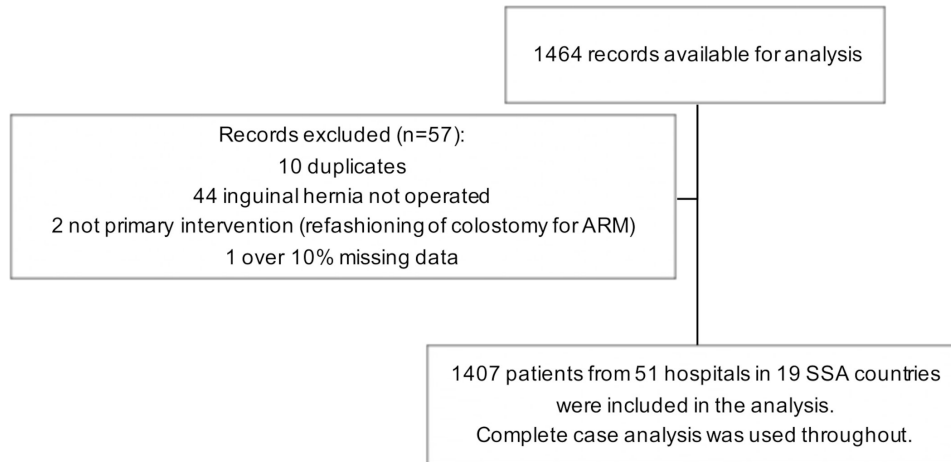 1464 records available for analysis
Records excluded (n=57):
10 duplicates
44 inguinal hernia not operated
2 not primary intervention (refashioning of colostomy for ARM)
1 over 10% missing data
1407 patients from 51 hospitals in 19 SSA countries
were included in the analysis.
Complete case analysis was used throughout.